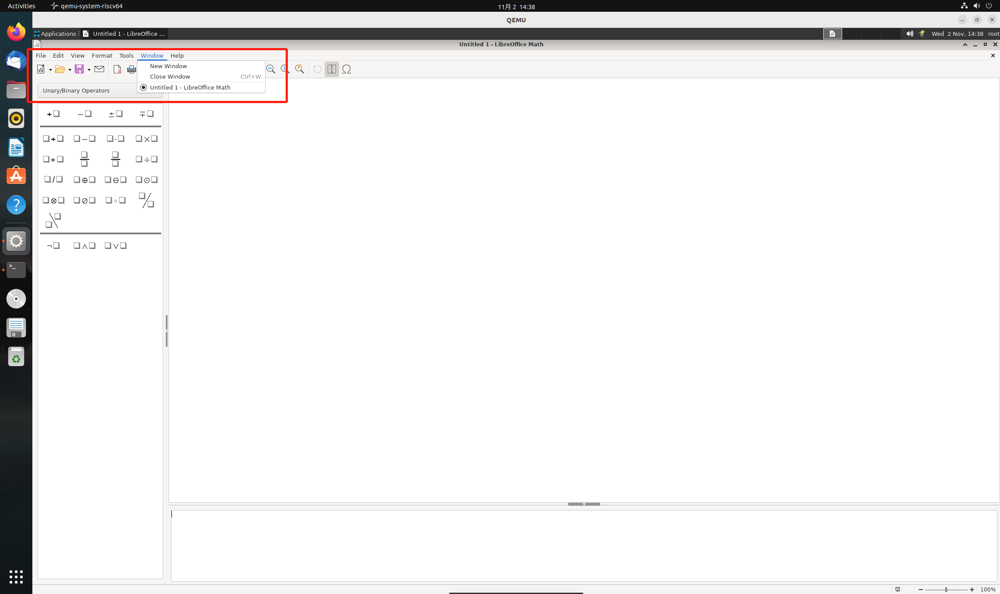 Activities qemu-system-riscv64 11月 2 14:38
QEMU
Applications Untitled 1 - LibreOffice ... Wed 2 Nov, 14:38 root
Untitled 1 - LibreOffice Math
File Edit View Format Tools Window Help
New Window
Close Window Ctrl+W
Untitled 1 - LibreOffice Math
Unary/Binary Operators
+❏ −❏ ±❏ ∓❏
❏+❏ ❏−❏ ❏·❏ ❏×❏
❏∗❏ ❏÷❏
❏/❏ ❏⊕❏ ❏⊖❏ ❏⊙❏
❏⊗❏ ❏⊘❏ ❏∘❏
¬❏ ❏∧❏ ❏∨❏
100%